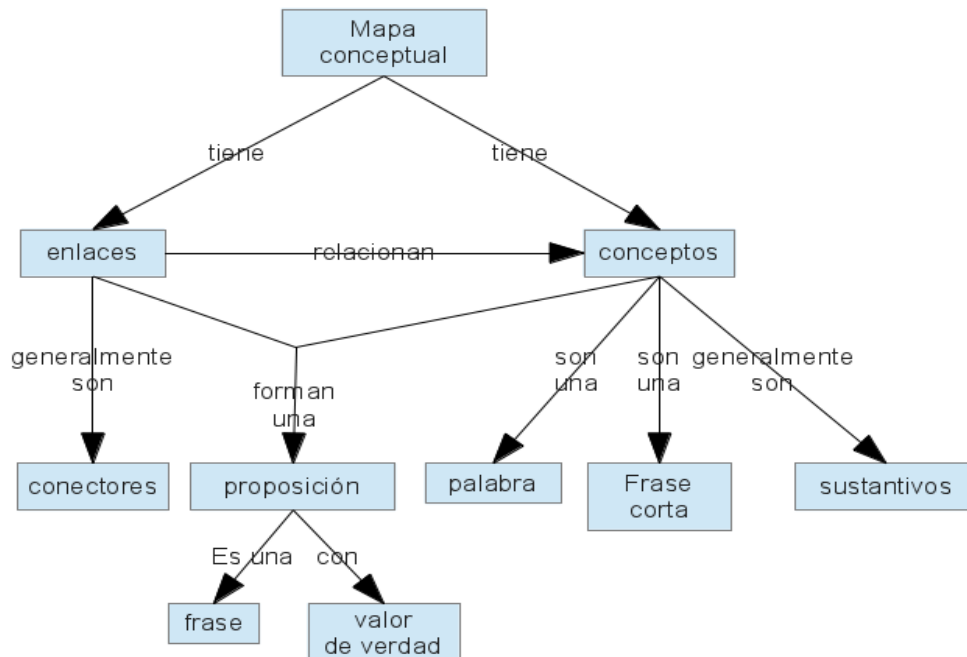 Mapa
conceptual
tiene
tiene
enlaces
relacionan
conceptos
generalmente
son
forman
una
son
una
son
una
generalmente
son
conectores
proposición
palabra
Frase
corta
sustantivos
Es una
con
frase
valor
de verdad